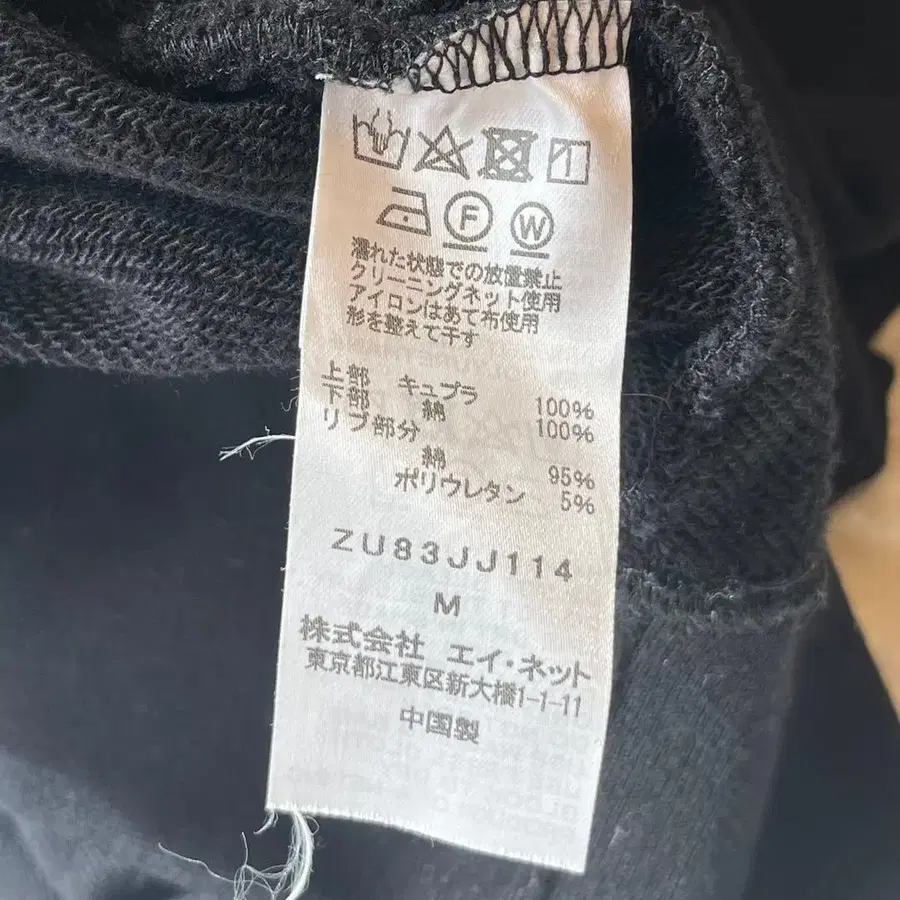 F W
濡れた状態での放置禁止
クリーニングネット使用
アイロンはあて布使用
形を整えて干す
上部 キュプラ 100%
下部 綿 100%
リブ部分
綿 95%
ポリウレタン 5%
ZU83JJ114
M
株式会社 エイ・ネット
東京都江東区新大橋1-1-11
中国製